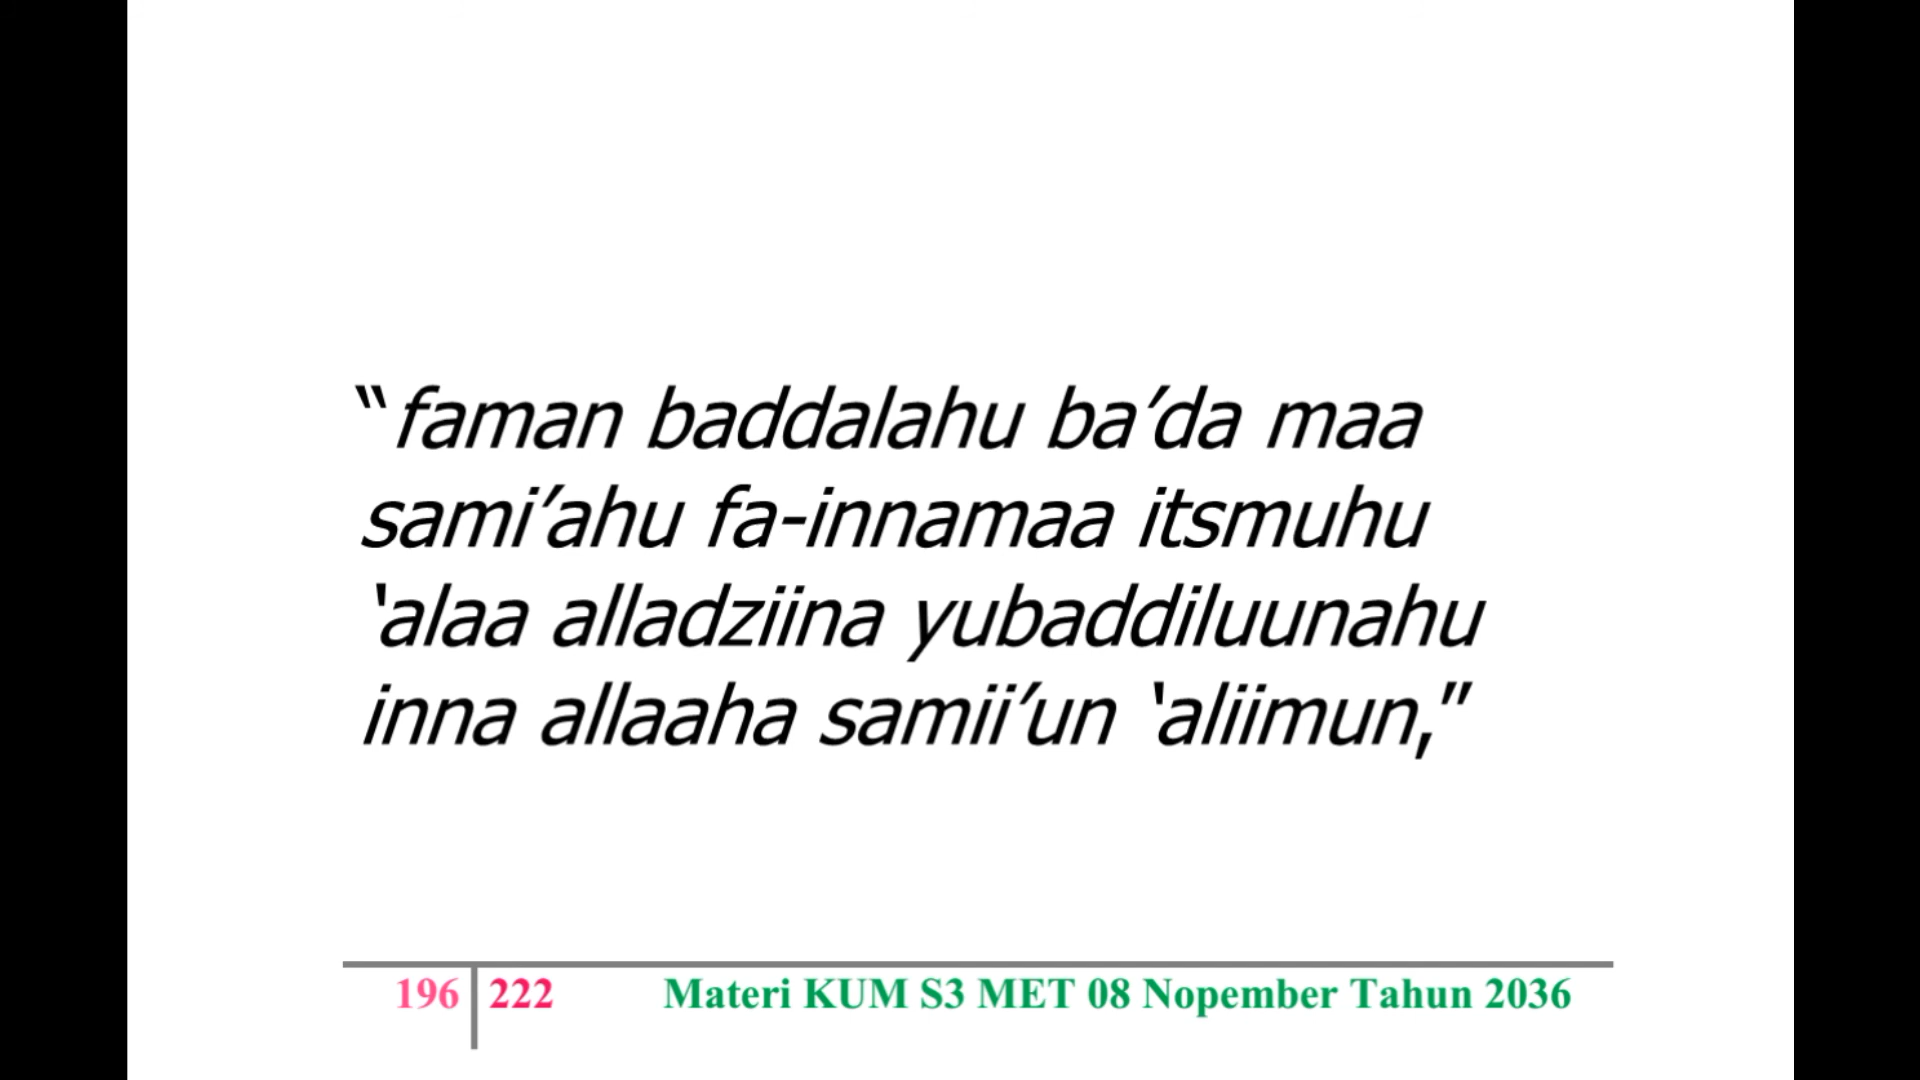 “faman baddalahu ba’da maa
sami’ahu fa-innamaa itsmuhu
‘alaa alladziina yubaddiluunahu
inna allaaha samii’un ‘aliimun,”
196 222 Materi KUM S3 MET 08 Nopember Tahun 2036